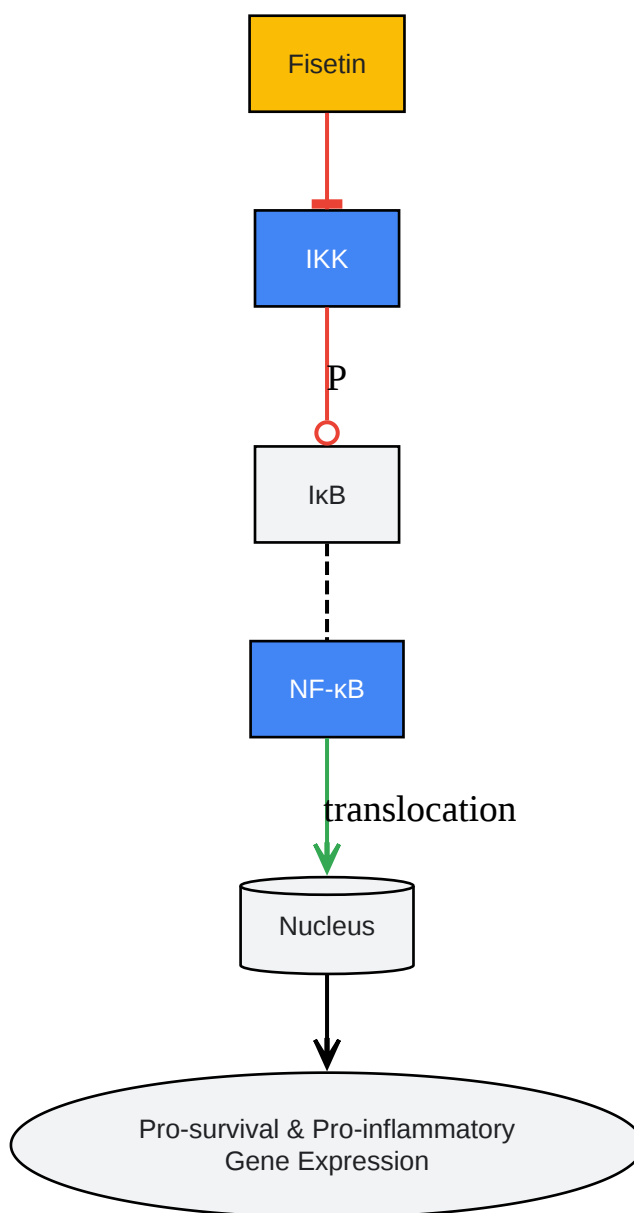 Fisetin
IKK
P
IκB
NF-κB
translocation
Nucleus
Pro-survival & Pro-inflammatory
Gene Expression